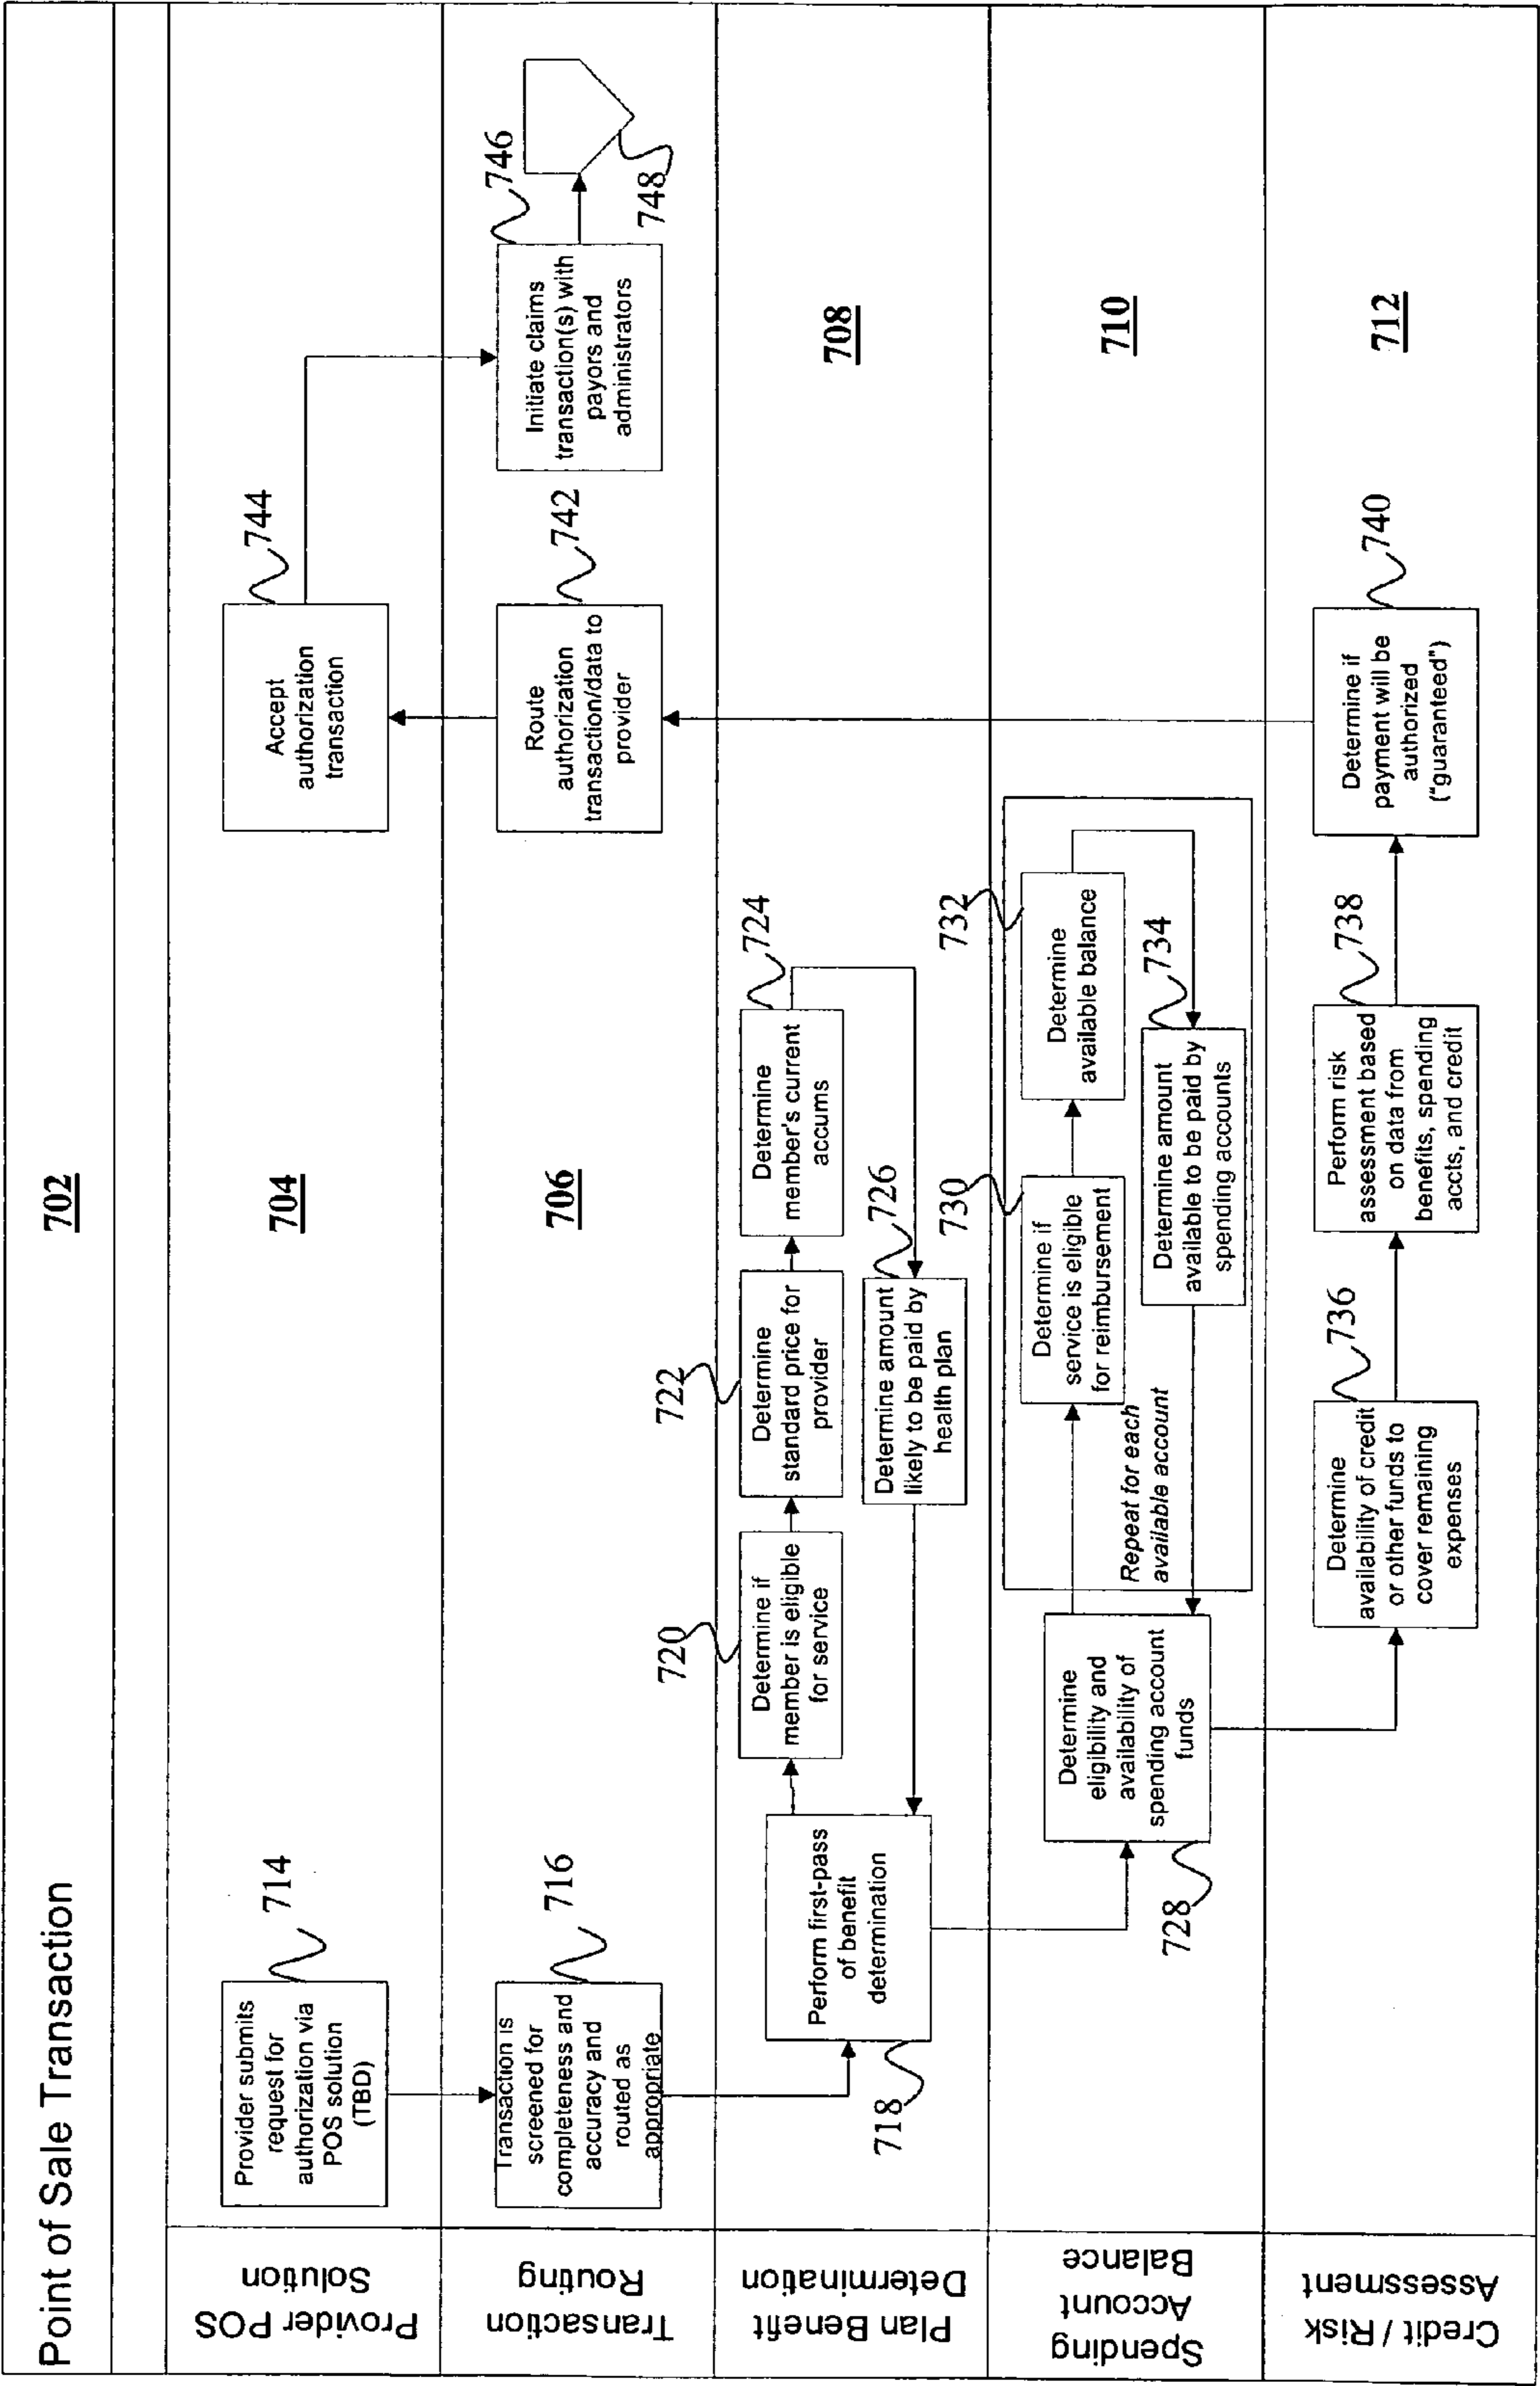 Point of Sale Transaction
702
Provider POS
Solution
704
Provider submits
request for
authorization via
POS solution
(TBD)
714
Accept
authorization
transaction
744
Transaction
Routing
706
Transaction is
screened for
completeness and
accuracy and
routed as
appropriate
716
Route
authorization
transaction/data to
provider
742
Initiate claims
transaction(s) with
payors and
administrators
746
748
Plan Benefit
Determination
708
Perform first-pass
of benefit
determination
718
Determine if
member is eligible
for service
720
Determine
standard price for
provider
722
Determine
member's current
accums
724
Determine amount
likely to be paid by
health plan
726
Spending
Account
Balance
710
Determine
eligibility and
availability of
spending account
funds
728
Repeat for each
available account
Determine if
service is eligible
for reimbursement
730
Determine
available balance
732
Determine amount
available to be paid by
spending accounts
734
Credit / Risk
Assessment
712
Determine
availability of credit
or other funds to
cover remaining
expenses
736
Perform risk
assessment based
on data from
benefits, spending
accts, and credit
738
Determine if
payment will be
authorized
("guaranteed")
740